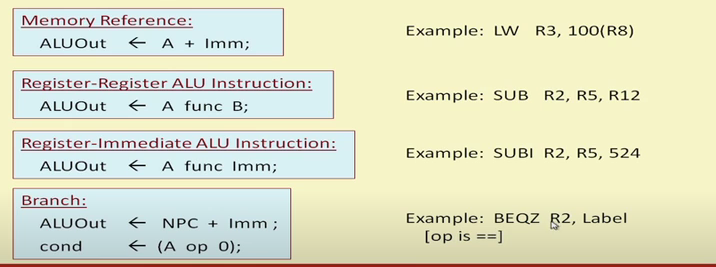 Memory Reference:
ALUOut ← A + Imm;
Example: LW R3, 100(R8)
Register-Register ALU Instruction:
ALUOut ← A func B;
Example: SUB R2, R5, R12
Register-Immediate ALU Instruction:
ALUOut ← A func Imm;
Example: SUBI R2, R5, 524
Branch:
ALUOut ← NPC + Imm ;
cond ← (A op 0);
Example: BEQZ R2, Label
[op is ==]